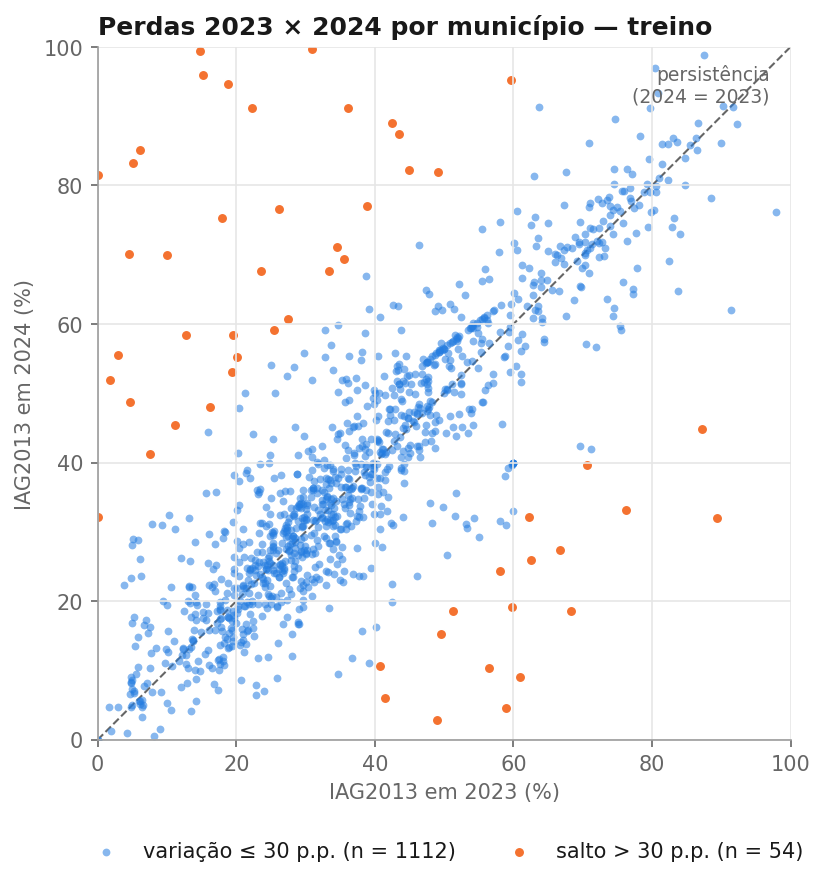 Perdas 2023 × 2024 por município — treino
100
persistência
(2024 = 2023)
80
60
40
20
0
IAG2013 em 2024 (%)
0 20 40 60 80 100
IAG2013 em 2023 (%)
variação ≤ 30 p.p. (n = 1112) salto > 30 p.p. (n = 54)